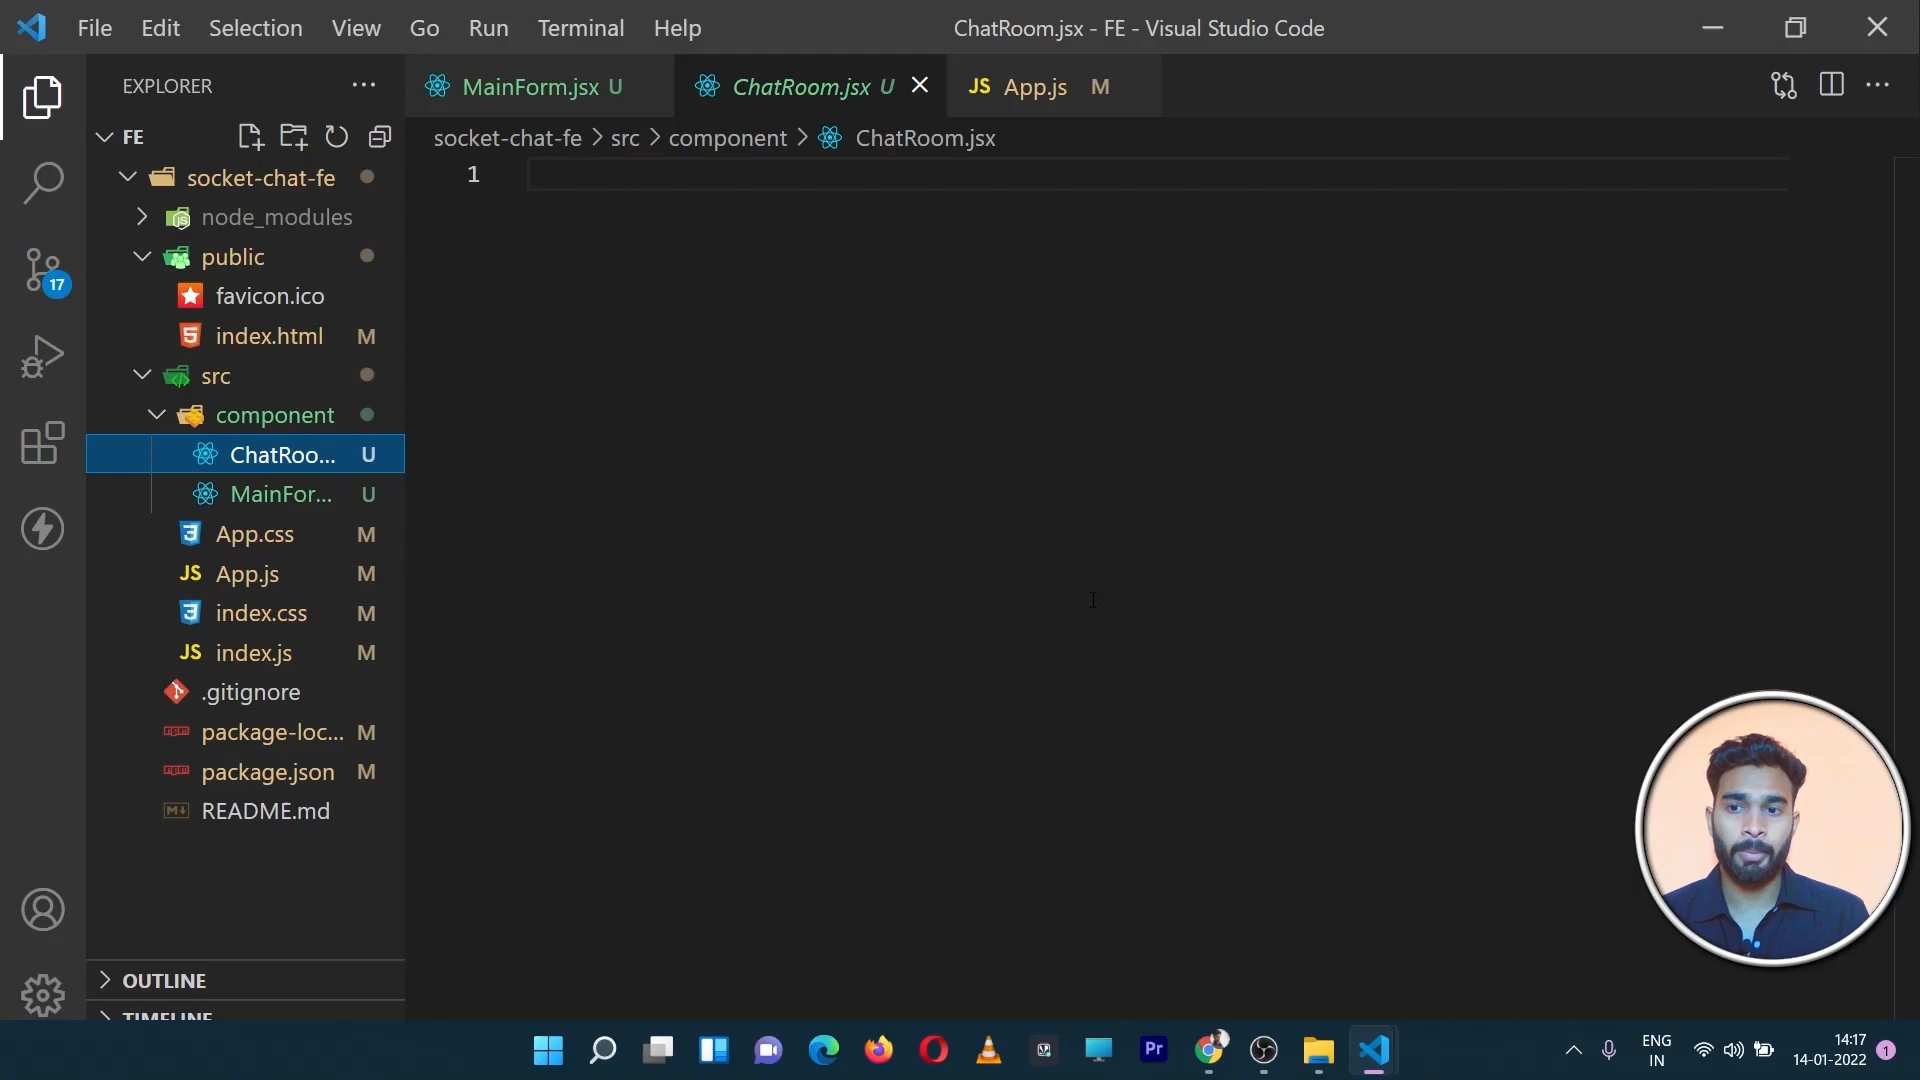 File Edit Selection View Go Run Terminal Help ChatRoom.jsx - FE - Visual Studio Code
EXPLORER
MainForm.jsx U
ChatRoom.jsx U
JS App.js M
FE
socket-chat-fe > src > component > ChatRoom.jsx
1
socket-chat-fe
node_modules
public
favicon.ico
index.html M
src
component
ChatRoo... U
MainFor... U
App.css M
JS App.js M
index.css M
JS index.js M
.gitignore
package-loc... M
package.json M
README.md
17
OUTLINE
TIMELINE
Pr
ENG
IN
14:17
14-01-2022
1